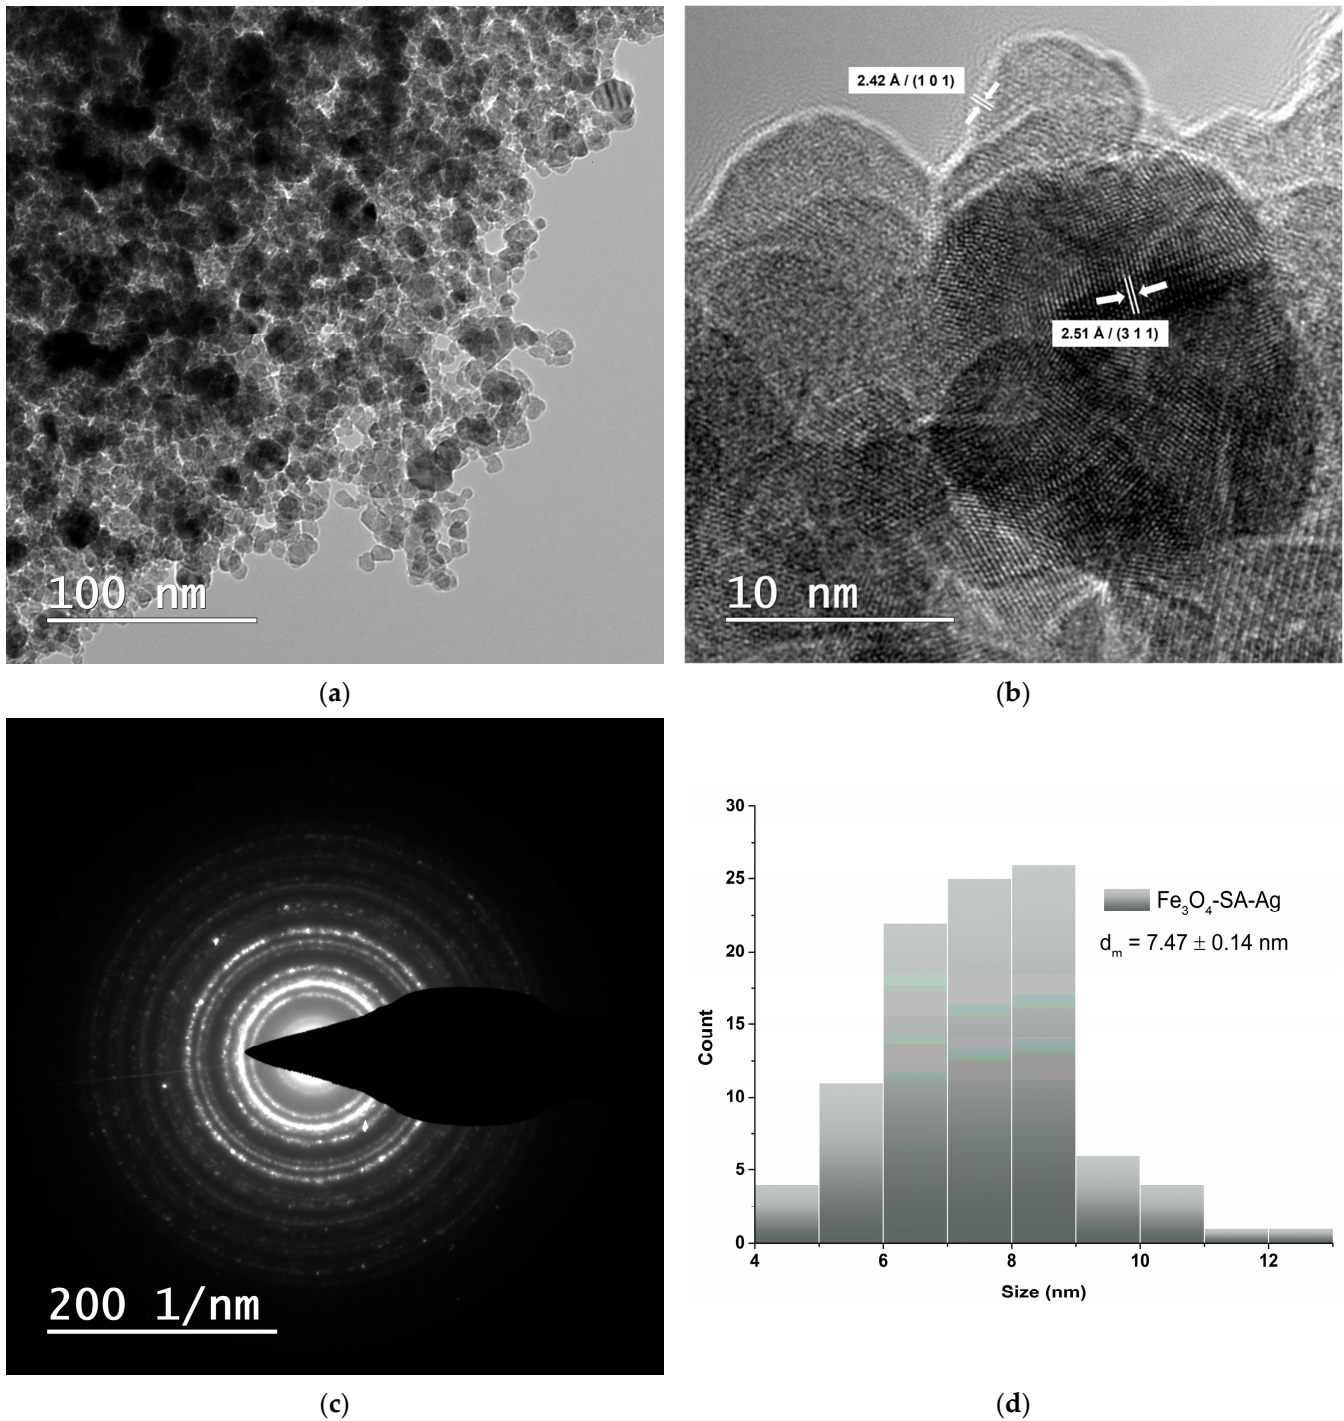 100 nm
(a)
2.42 Å / (1 0 1)
2.51 Å / (3 1 1)
10 nm
(b)
200 1/nm
(c)
30
25
20
15
10
5
0
Count
4 6 8 10 12
Size (nm)
Fe3O4-SA-Ag
dm = 7.47 ± 0.14 nm
(d)